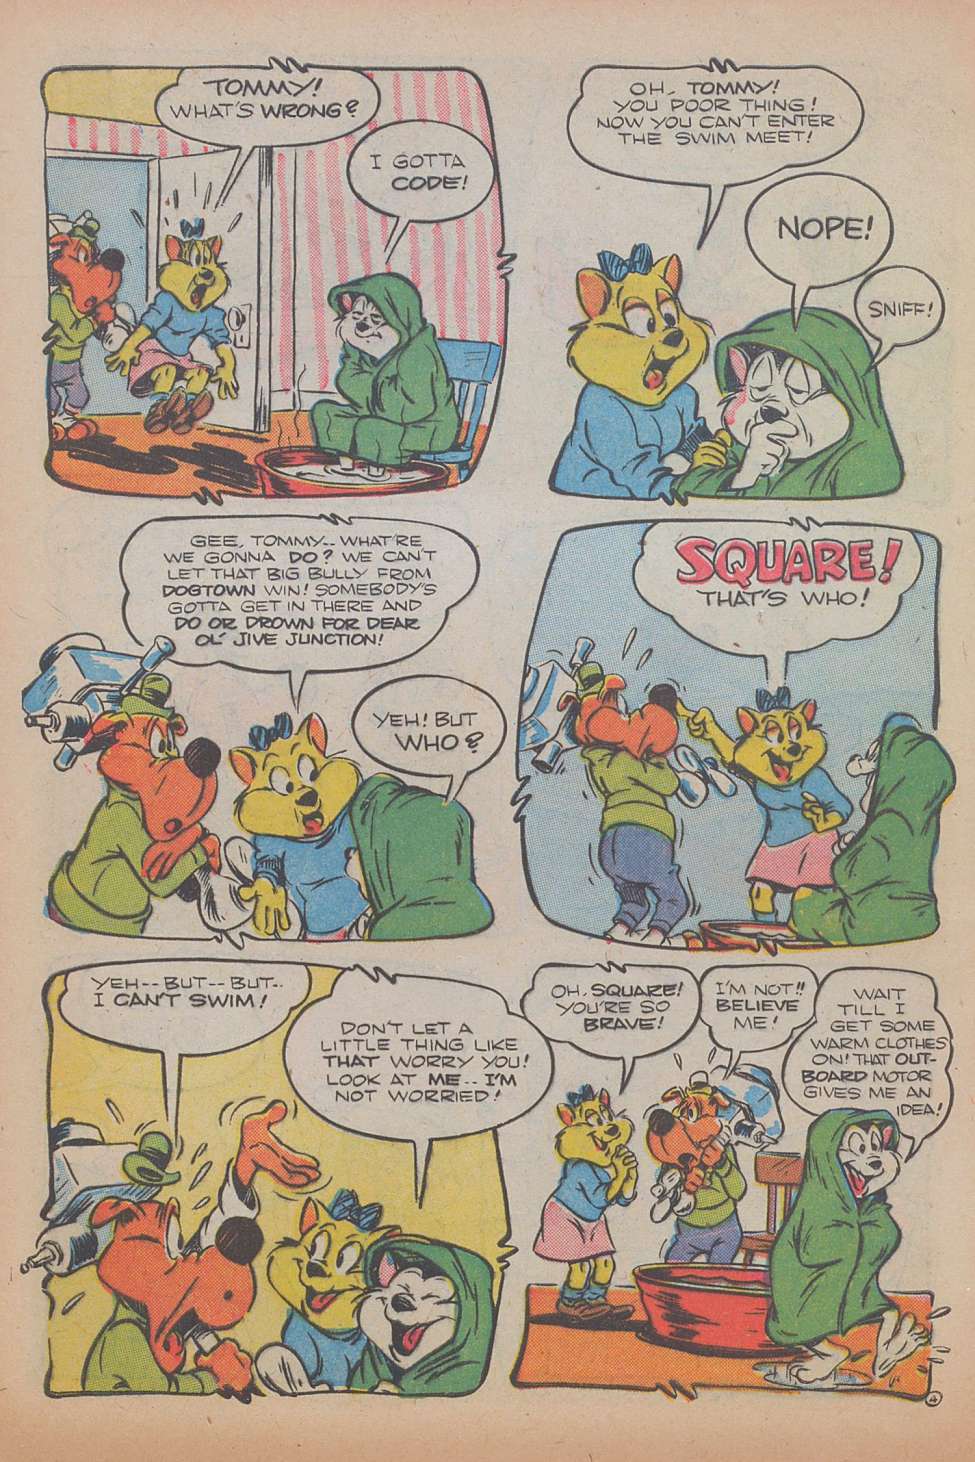 TOMMY!
WHAT'S WRONG?
I GOTTA
CODE!
OH, TOMMY!
YOU POOR THING!
NOW YOU CAN'T ENTER
THE SWIM MEET!
NOPE!
SNIFF!
GEE, TOMMY-- WHAT'RE
WE GONNA DO? WE CAN'T
LET THAT BIG BULLY FROM
DOGTOWN WIN! SOMEBODY'S
GOTTA GET IN THERE AND
DO OR DROWN FOR DEAR
OL' JIVE JUNCTION!
YEH! BUT
WHO?
SQUARE!
THAT'S WHO!
YEH-- BUT-- BUT--
I CAN'T SWIM!
DON'T LET A
LITTLE THING LIKE
THAT WORRY YOU!
LOOK AT ME-- I'M
NOT WORRIED!
OH, SQUARE!
YOU'RE SO
BRAVE!
I'M NOT!!
BELIEVE
ME!
WAIT
TILL I
GET SOME
WARM CLOTHES
ON! THAT OUT-
BOARD MOTOR
GIVES ME AN
IDEA!
4